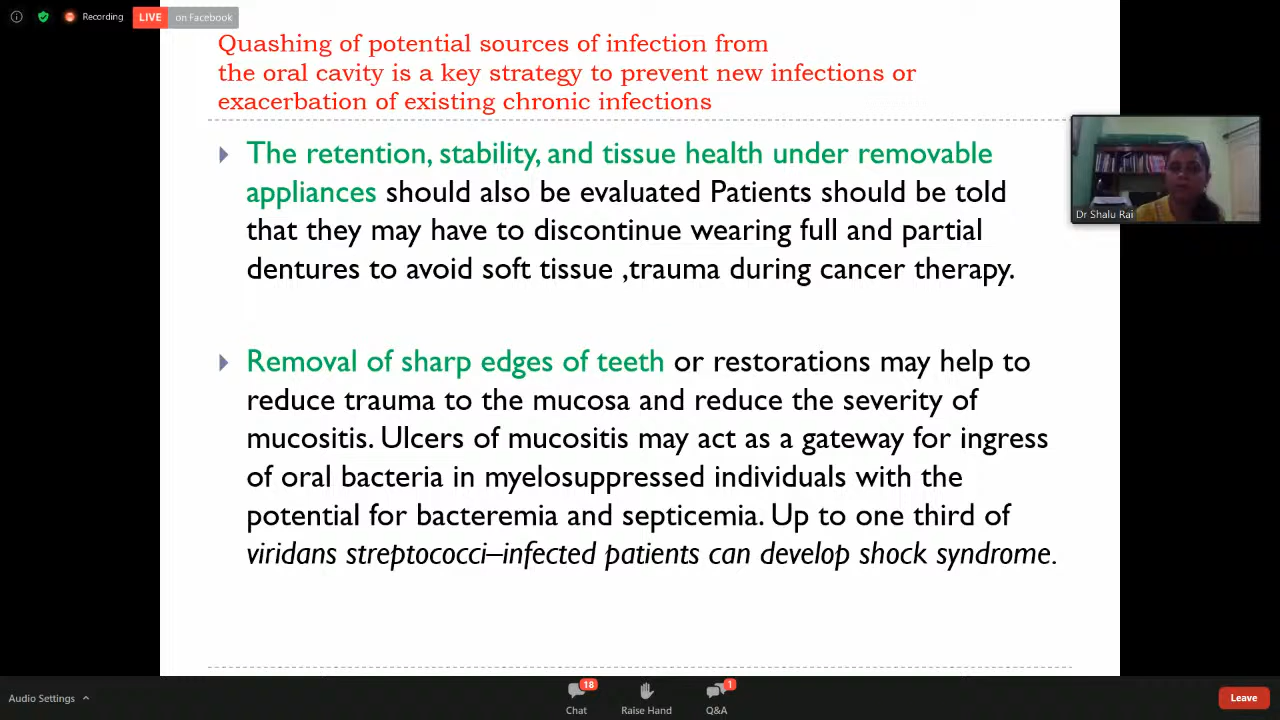 Recording
LIVE
on Facebook
Quashing of potential sources of infection from
the oral cavity is a key strategy to prevent new infections or
exacerbation of existing chronic infections
The retention, stability, and tissue health under removable
appliances should also be evaluated Patients should be told
that they may have to discontinue wearing full and partial
dentures to avoid soft tissue ,trauma during cancer therapy.
Removal of sharp edges of teeth or restorations may help to
reduce trauma to the mucosa and reduce the severity of
mucositis. Ulcers of mucositis may act as a gateway for ingress
of oral bacteria in myelosuppressed individuals with the
potential for bacteremia and septicemia. Up to one third of
viridans streptococci–infected patients can develop shock syndrome.
Dr Shalu Rai
Audio Settings
18
Chat
Raise Hand
1
Q&A
Leave